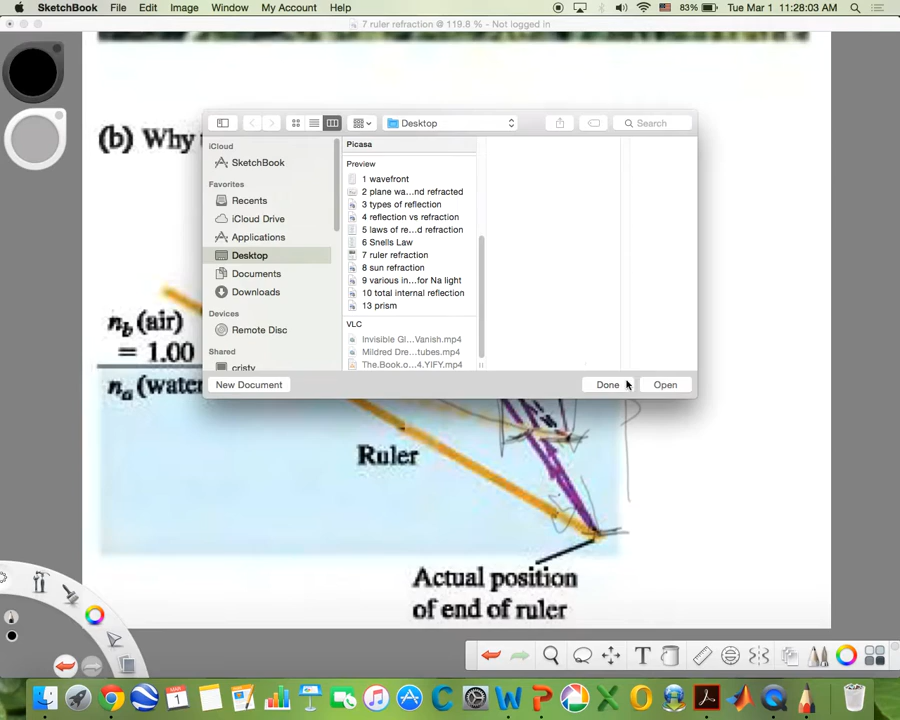 SketchBook File Edit Image Window My Account Help 83% Tue Mar 1 11:28:03 AM
7 ruler refraction @ 119.8 % - Not logged in
(b) Why
Desktop
Search
iCloud
SketchBook
Favorites
Recents
iCloud Drive
Applications
Desktop
Documents
Downloads
Devices
Remote Disc
Shared
cristy
Picasa
Preview
1 wavefront
2 plane wa...nd refracted
3 types of reflection
4 reflection vs refraction
5 laws of re...d refraction
6 Snells Law
7 ruler refraction
8 sun refraction
9 various in...for Na light
10 total internal reflection
13 prism
VLC
Invisible Gl...Vanish.mp4
Mildred Dre...tubes.mp4
The.Book.o...4.YIFY.mp4
New Document
Done
Open
n_b (air)
= 1.00
n_a (water
Ruler
Actual position
of end of ruler